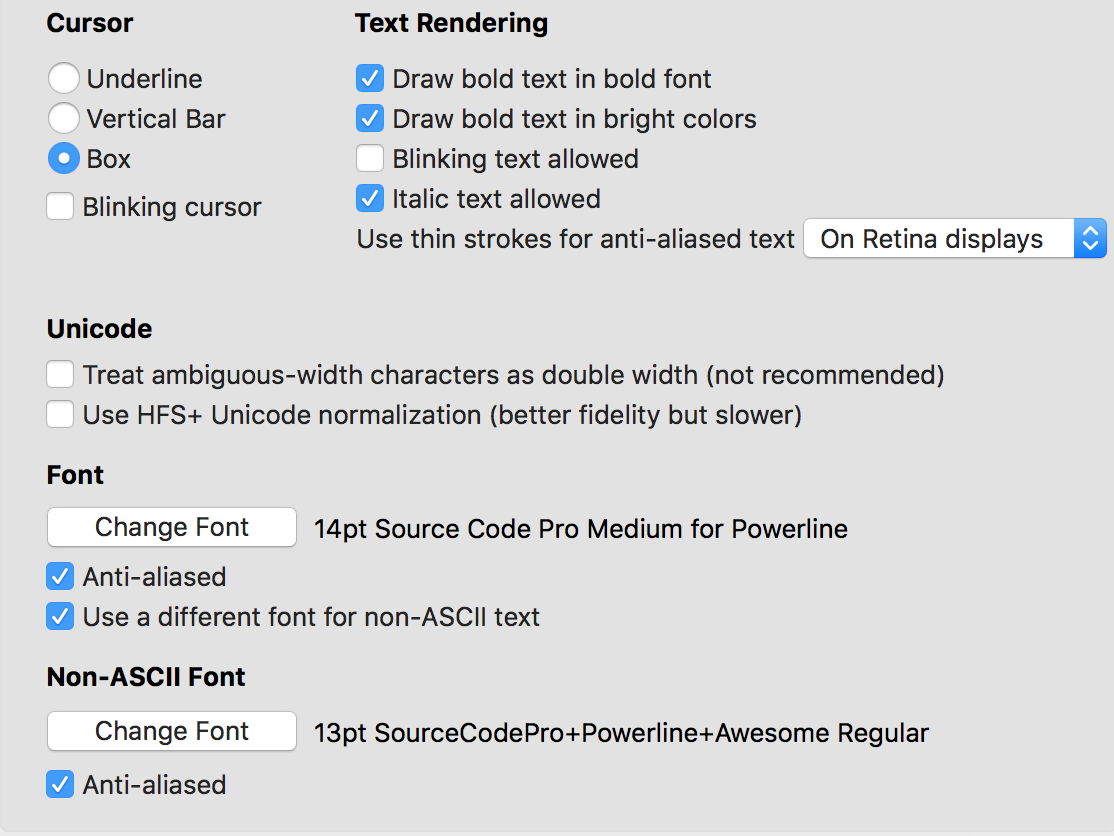 Cursor
Text Rendering
Underline
Draw bold text in bold font
Vertical Bar
Draw bold text in bright colors
Box
Blinking text allowed
Blinking cursor
Italic text allowed
Use thin strokes for anti-aliased text On Retina displays
Unicode
Treat ambiguous-width characters as double width (not recommended)
Use HFS+ Unicode normalization (better fidelity but slower)
Font
Change Font 14pt Source Code Pro Medium for Powerline
Anti-aliased
Use a different font for non-ASCII text
Non-ASCII Font
Change Font 13pt SourceCodePro+Powerline+Awesome Regular
Anti-aliased